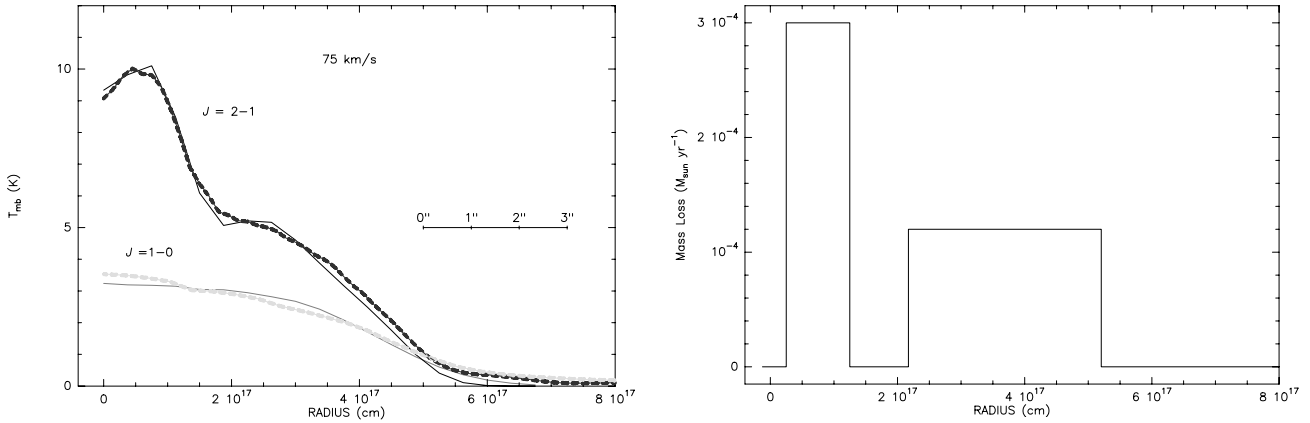 10
5
0
T_mb (K)
75 km/s
J = 2−1
J =1−0
0" 1" 2" 3"
0 2 10^17 4 10^17 6 10^17 8 10^17
RADIUS (cm)
3 10^-4
2 10^-4
10^-4
0
Mass Loss (M_sun yr^−1)
0 2 10^17 4 10^17 6 10^17 8 10^17
RADIUS (cm)